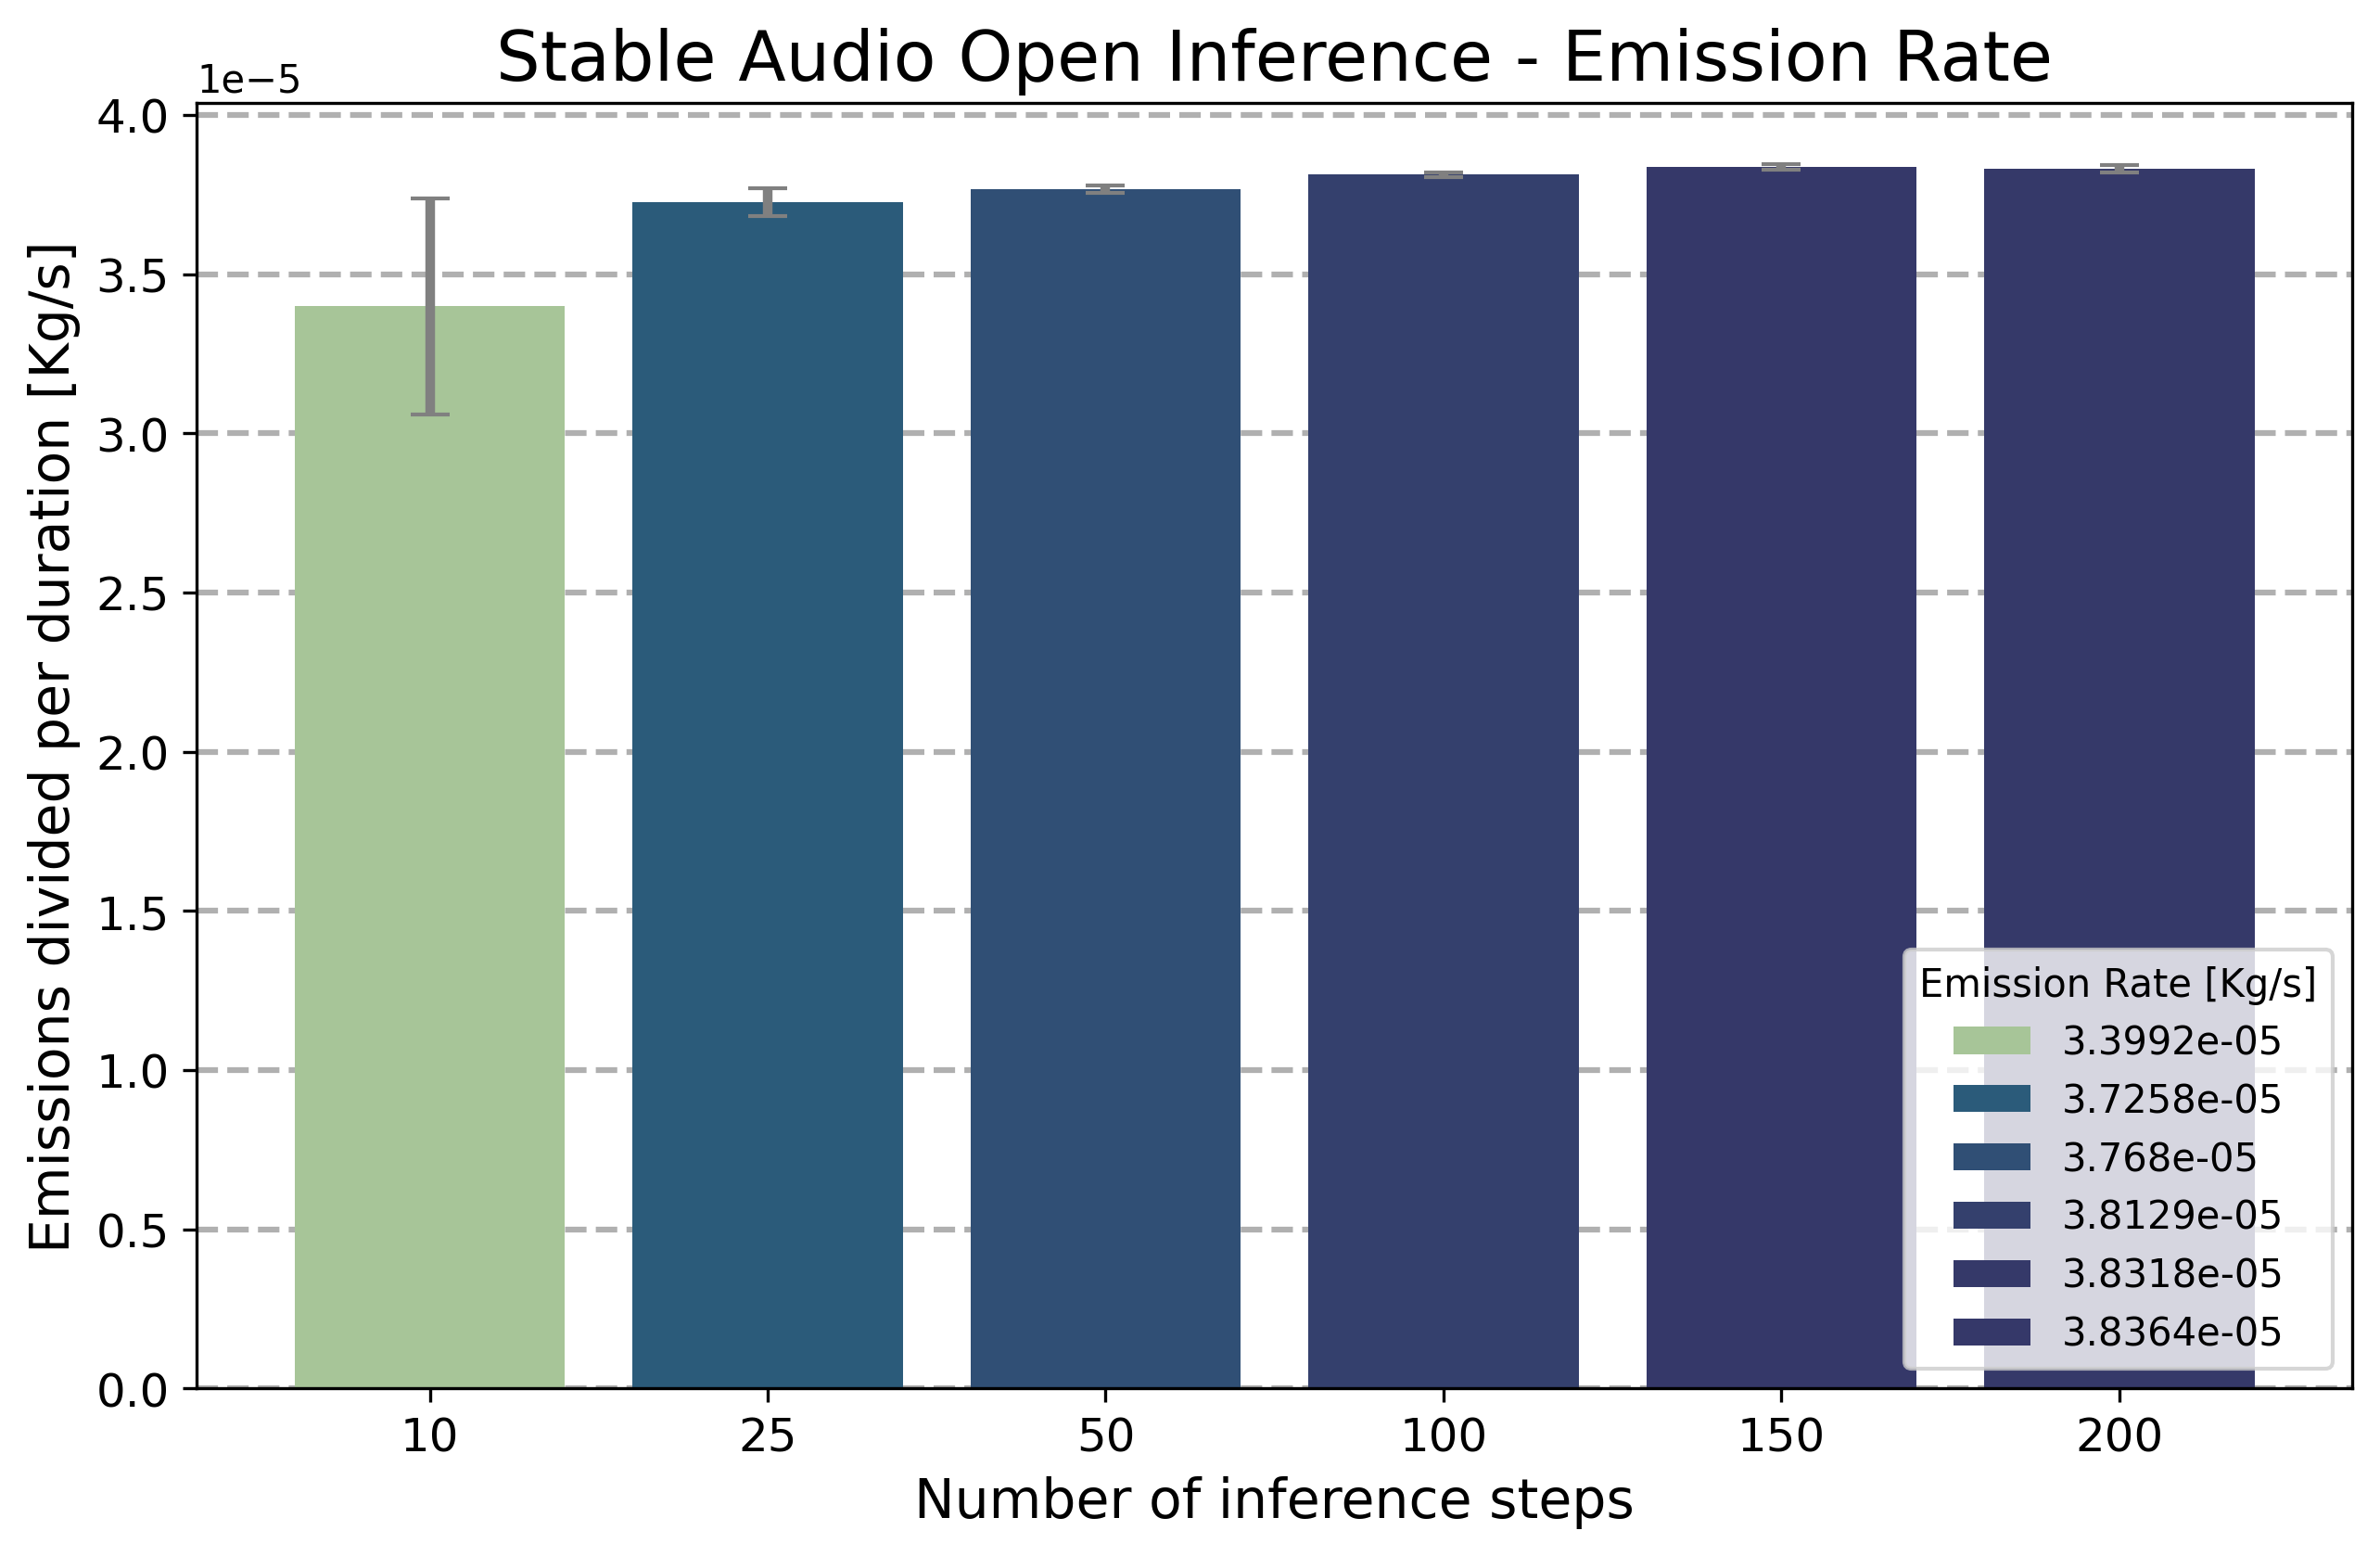 Stable Audio Open Inference - Emission Rate
1e−5
4.0
3.5
3.0
2.5
2.0
1.5
1.0
0.5
0.0
Emissions divided per duration [Kg/s]
Emission Rate [Kg/s]
3.3992e-05
3.7258e-05
3.768e-05
3.8129e-05
3.8318e-05
3.8364e-05
10 25 50 100 150 200
Number of inference steps